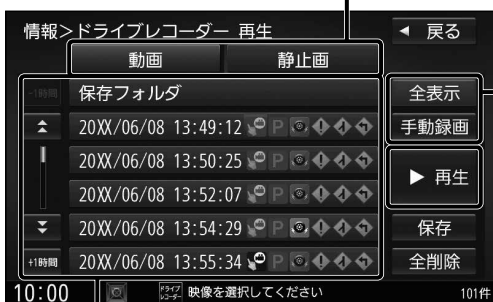 情報>ドライブレコーダー 再生
◀ 戻る
動画 静止画
-1時間 保存フォルダ 全表示
20XX/06/08 13:49:12 P 手動録画
20XX/06/08 13:50:25 P
▶ 再生
20XX/06/08 13:52:07 P
20XX/06/08 13:54:29 P 保存
+1時間 20XX/06/08 13:55:34 P 全削除
10:00 ドライブレコーダー 映像を選択してください 101件